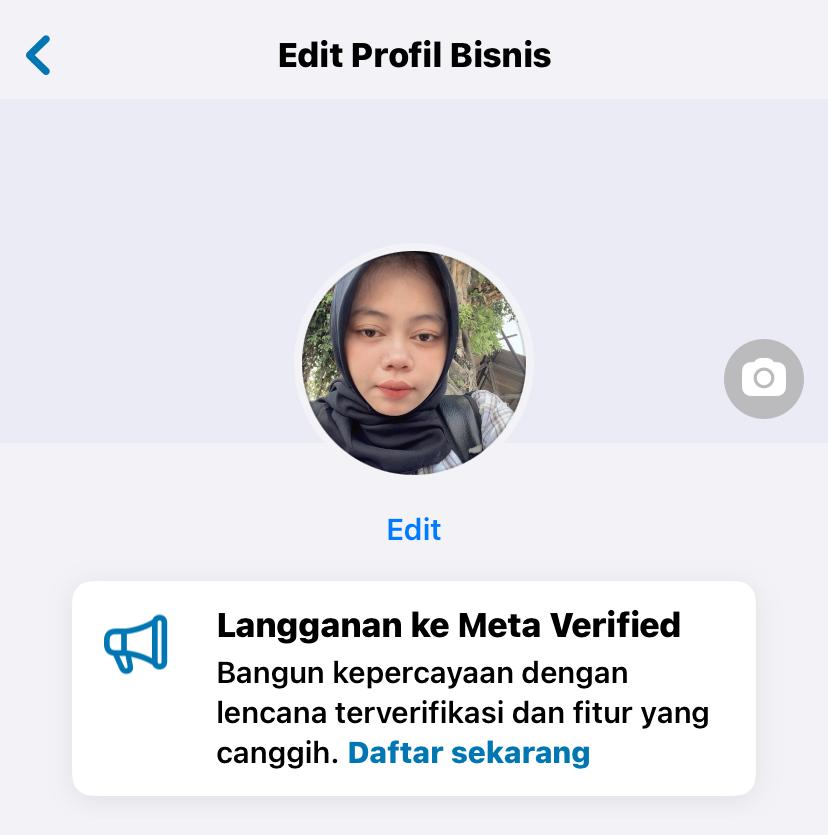 Edit Profil Bisnis
Edit
Langganan ke Meta Verified
Bangun kepercayaan dengan
lencana terverifikasi dan fitur yang
canggih. Daftar sekarang